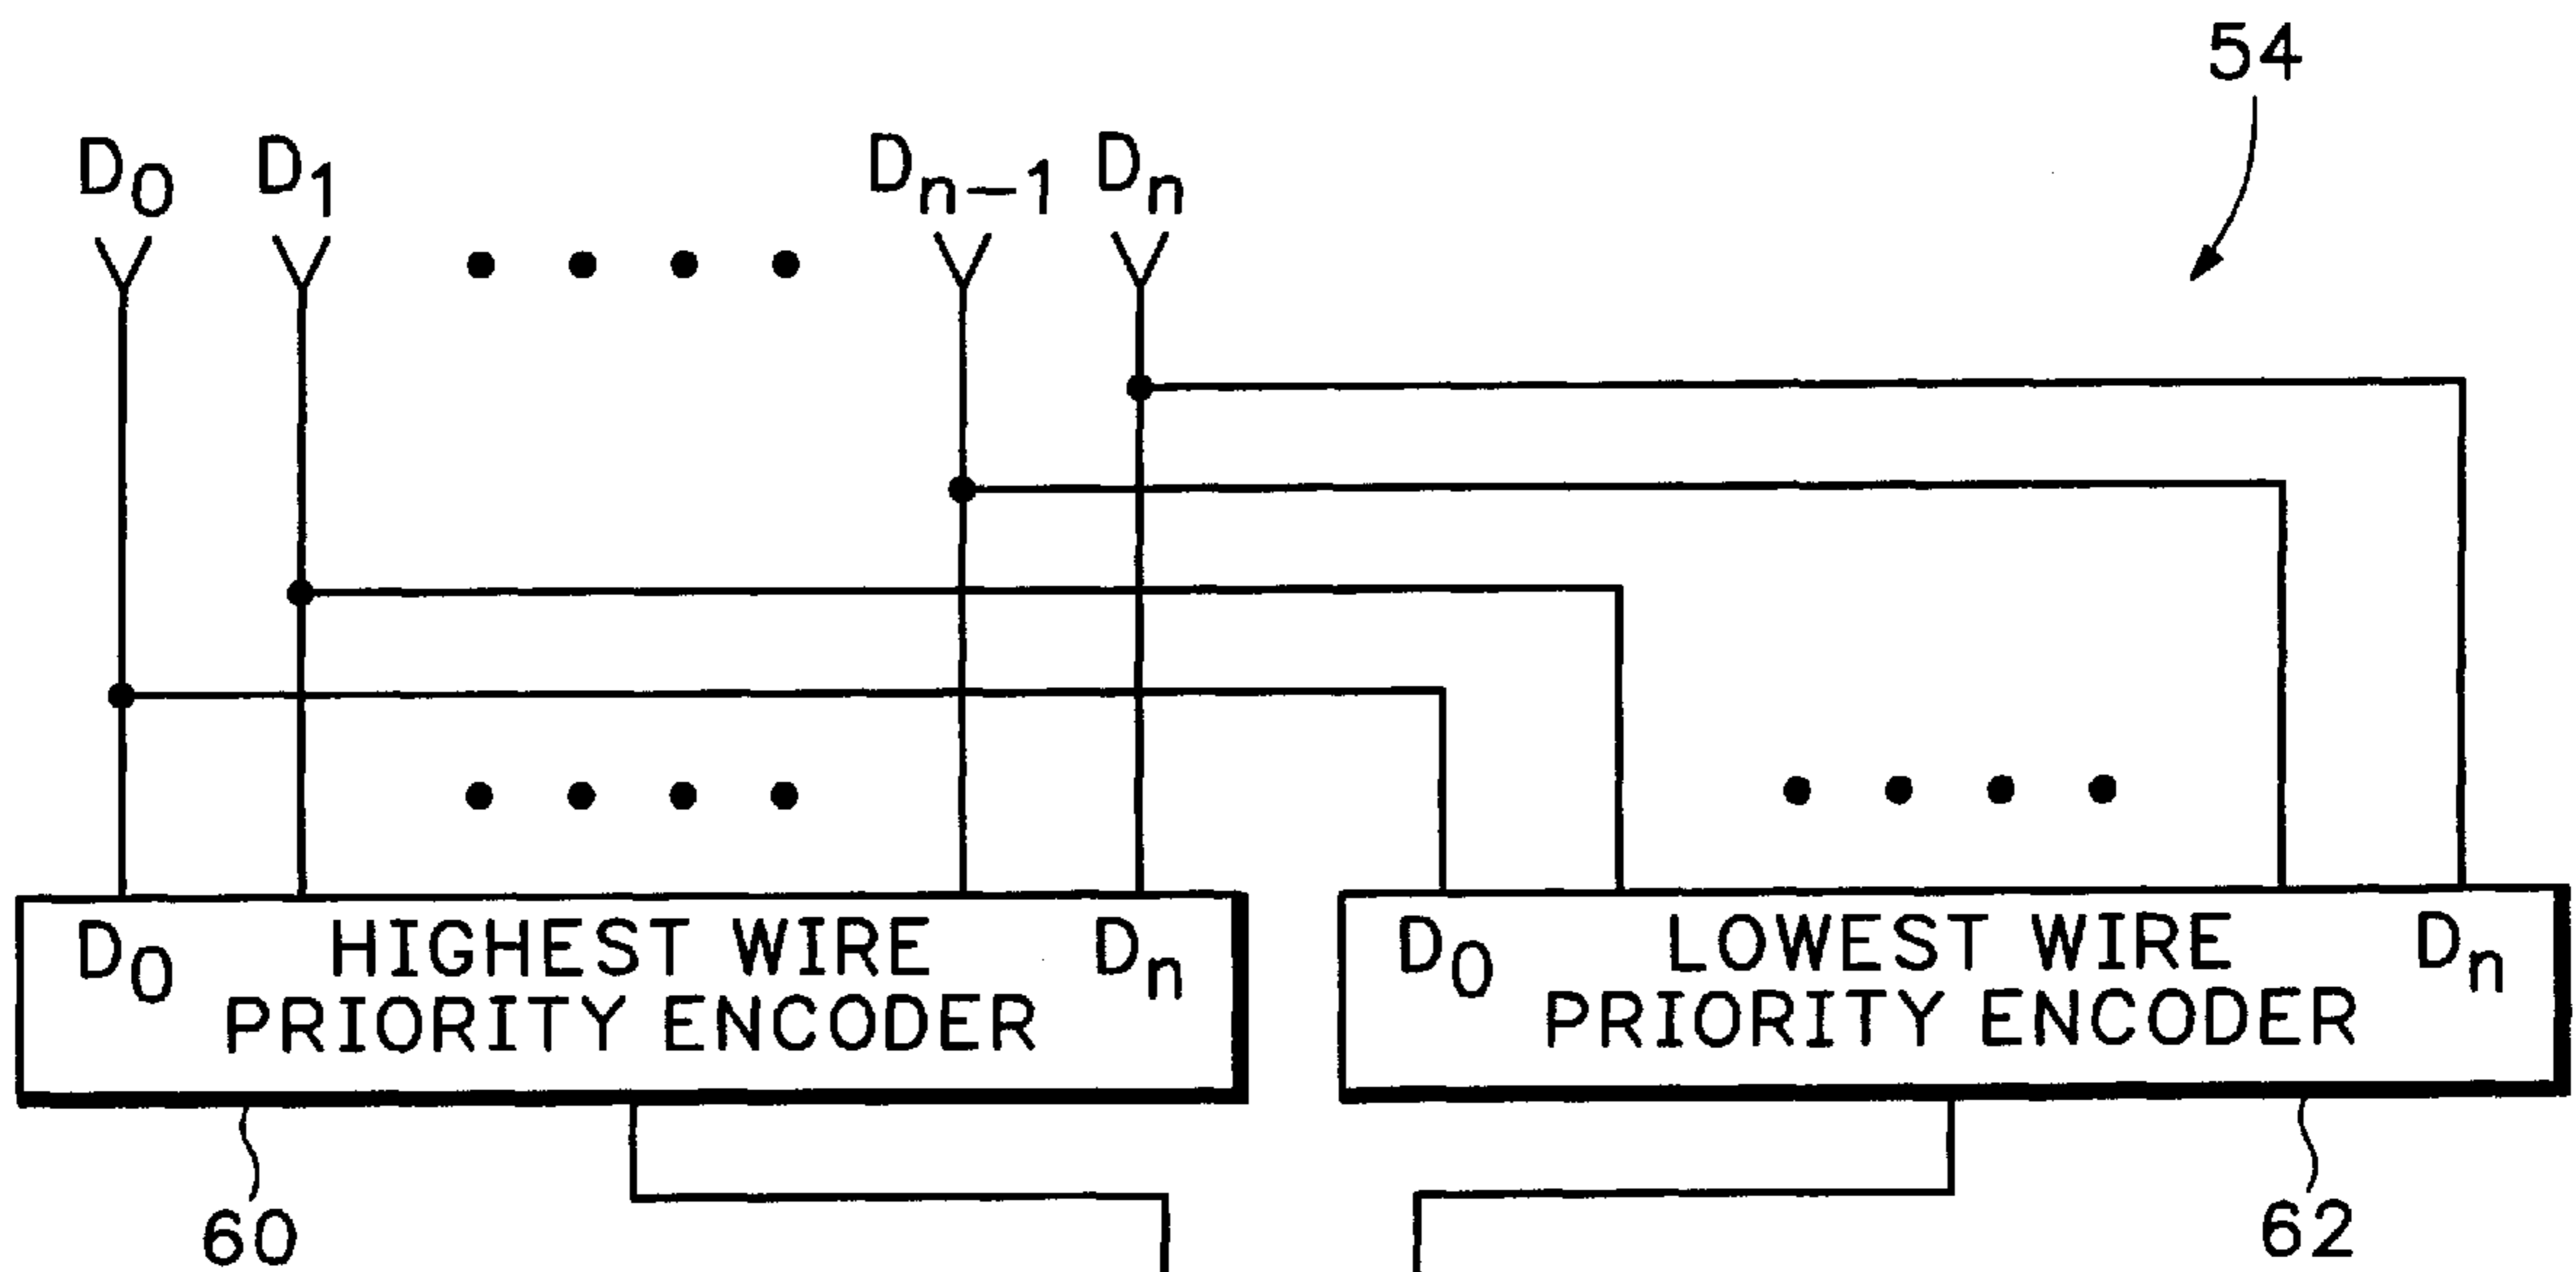 54
D0 D1 Dn-1 Dn
D0 HIGHEST WIRE Dn
PRIORITY ENCODER
D0 LOWEST WIRE Dn
PRIORITY ENCODER
60
62